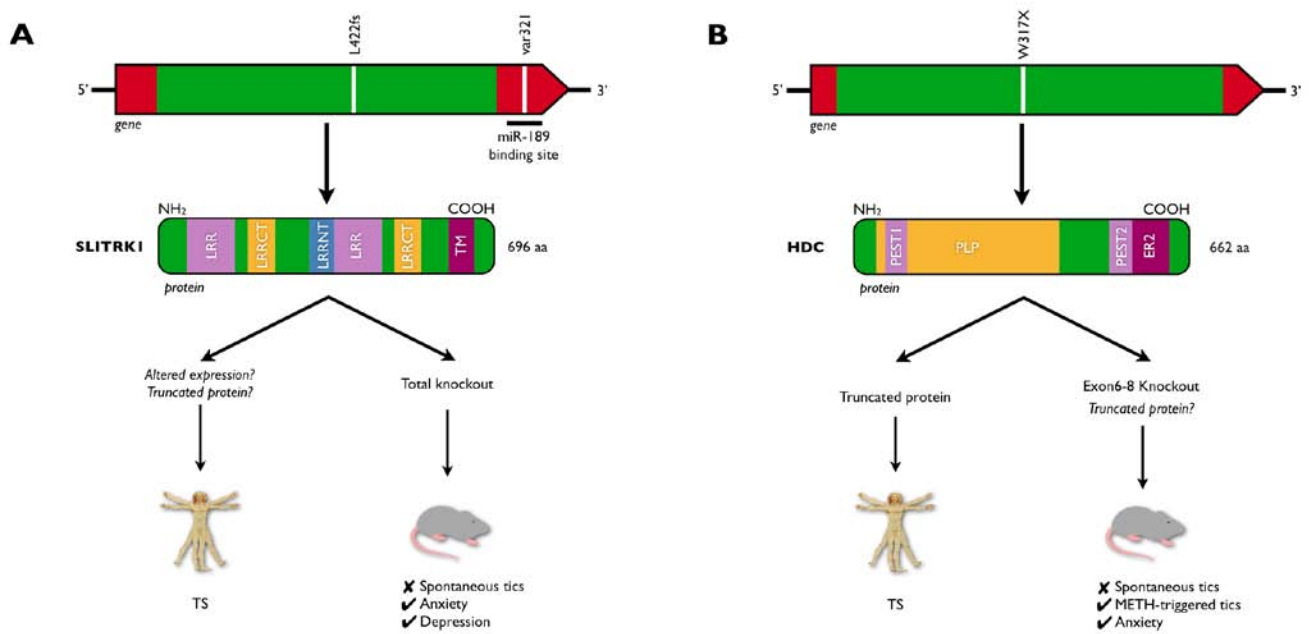 A
L422fs
var321
5'
3'
gene
miR-189
binding site
NH₂
COOH
SLITRK1
LRR
LRRCT
LRRNT
LRR
LRRCT
TM
696 aa
protein
Altered expression?
Truncated protein?
Total knockout
TS
✘ Spontaneous tics
✔ Anxiety
✔ Depression
B
W317X
5'
3'
gene
NH₂
COOH
HDC
PEST1
PLP
PEST2
ER2
662 aa
protein
Truncated protein
Exon6-8 Knockout
Truncated protein?
TS
✘ Spontaneous tics
✔ METH-triggered tics
✔ Anxiety